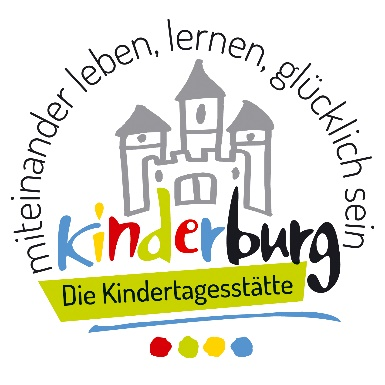 miteinander leben, lernen, glücklich sein
kinderburg
Die Kindertagesstätte